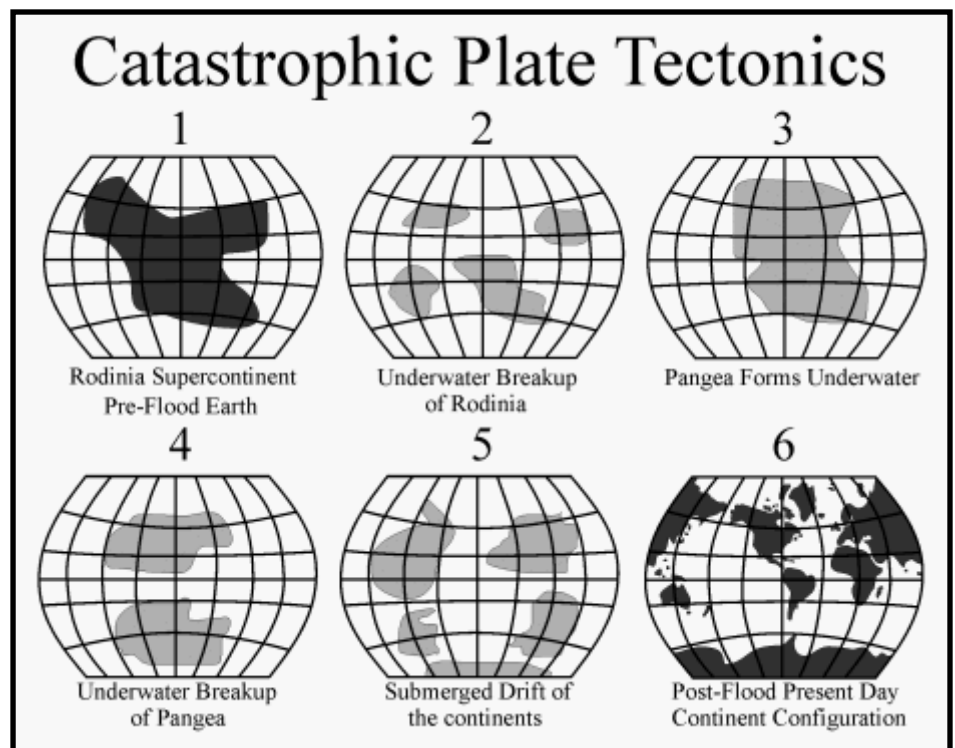 Catastrophic Plate Tectonics
1
2
3
Rodinia Supercontinent
Pre-Flood Earth
Underwater Breakup
of Rodinia
Pangea Forms Underwater
4
5
6
Underwater Breakup
of Pangea
Submerged Drift of
the continents
Post-Flood Present Day
Continent Configuration